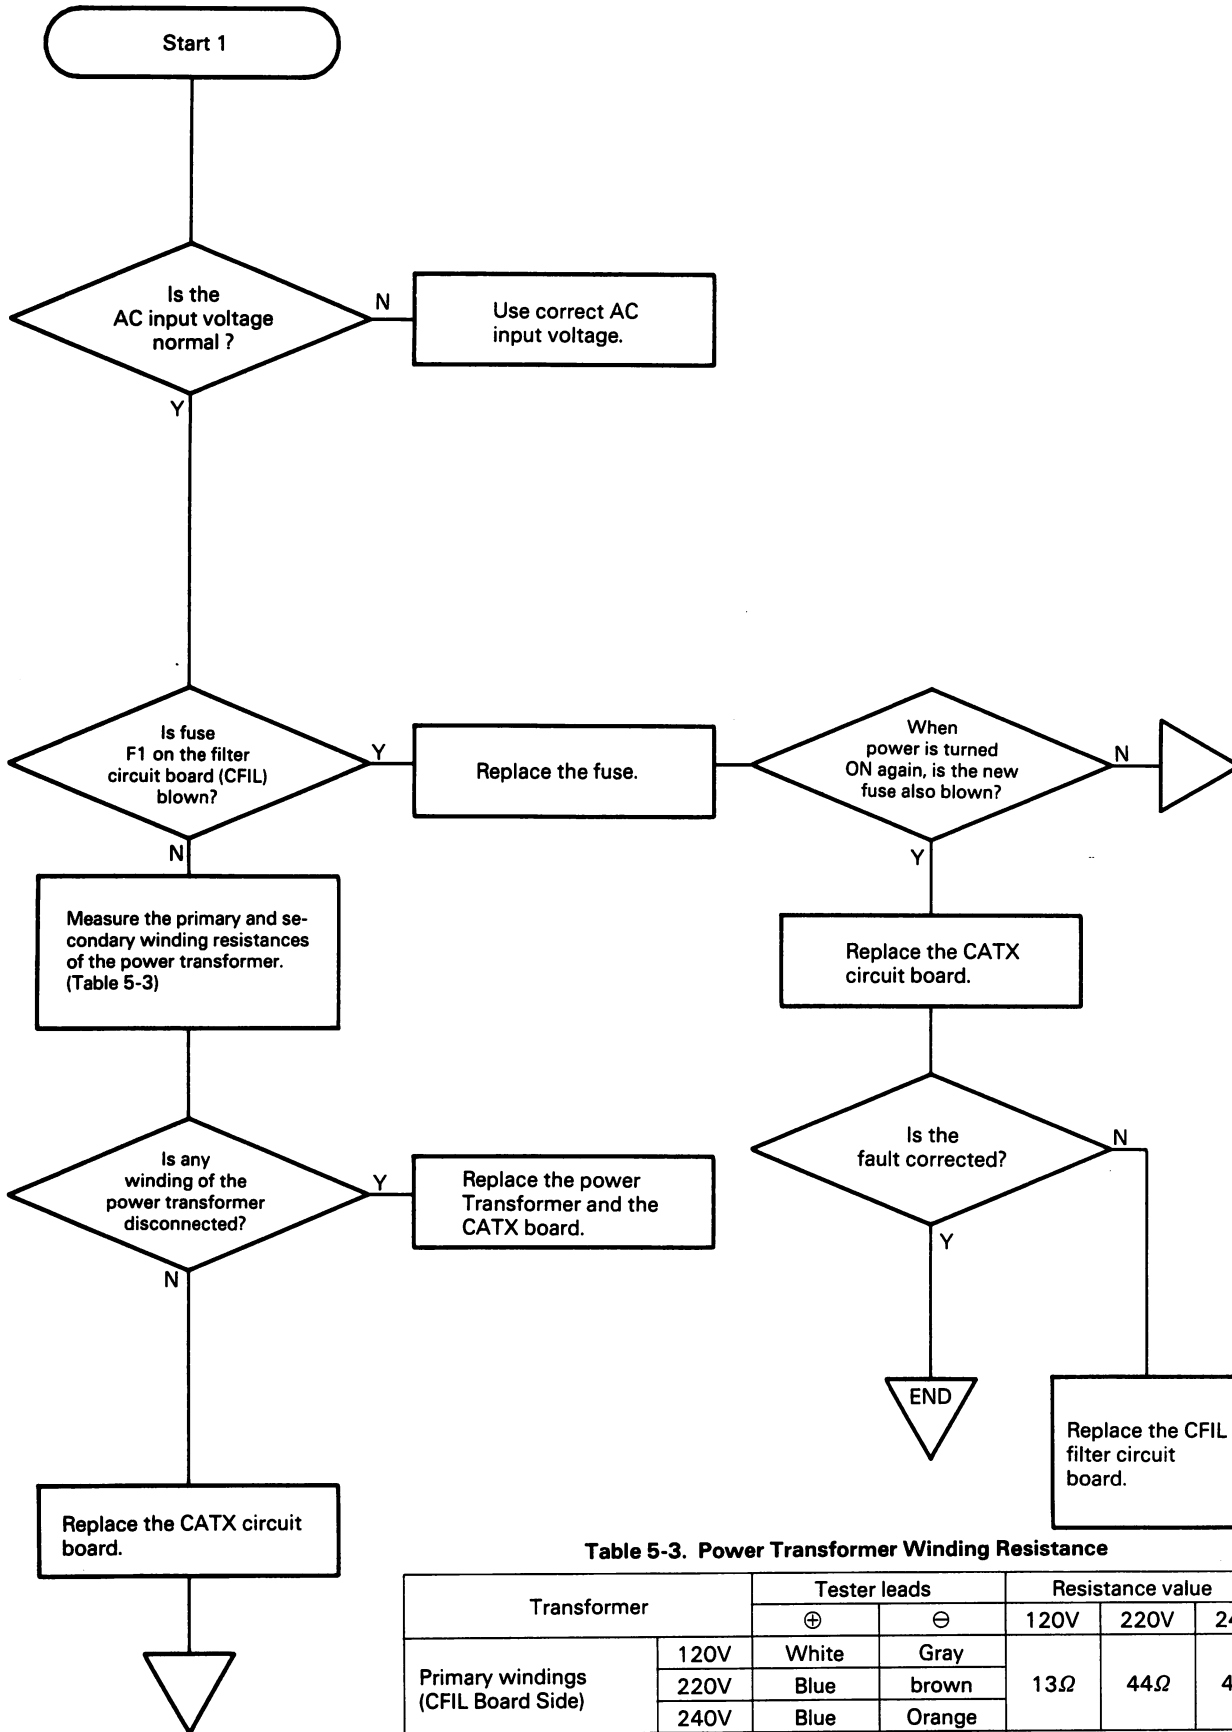 Start 1
Is the
AC input voltage
normal ?
N
Use correct AC
input voltage.
Y
Is fuse
F1 on the filter
circuit board (CFIL)
blown?
Y
Replace the fuse.
When
power is turned
ON again, is the new
fuse also blown?
N
N
Y
Measure the primary and se-
condary winding resistances
of the power transformer.
(Table 5-3)
Replace the CATX
circuit board.
Is the
fault corrected?
N
Is any
winding of the
power transformer
disconnected?
Y
Replace the power
Transformer and the
CATX board.
Y
N
END
Replace the CFIL
filter circuit
board.
Replace the CATX circuit
board.
Table 5-3. Power Transformer Winding Resistance
Transformer Tester leads Resistance value
⊕ ⊖ 120V 220V
Primary windings
(CFIL Board Side)
120V White Gray
220V Blue brown 13Ω 44Ω
240V Blue Orange